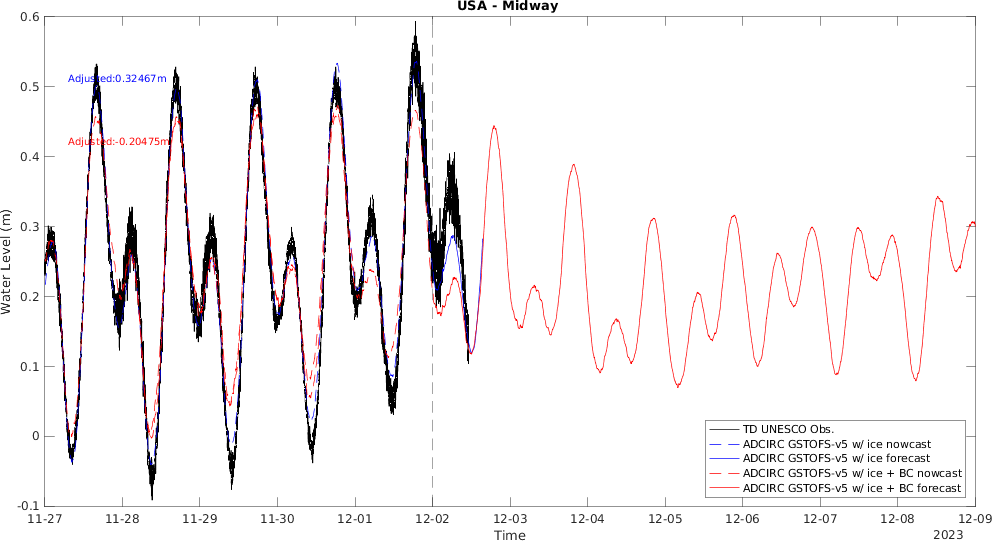 USA - Midway
0.6
0.5
0.4
0.3
0.2
0.1
0
-0.1
Water Level (m)
Adjusted:0.32467m
Adjusted:-0.20475m
TD UNESCO Obs.
ADCIRC GSTOFS-v5 w/ ice nowcast
ADCIRC GSTOFS-v5 w/ ice forecast
ADCIRC GSTOFS-v5 w/ ice + BC nowcast
ADCIRC GSTOFS-v5 w/ ice + BC forecast
11-27 11-28 11-29 11-30 12-01 12-02 12-03 12-04 12-05 12-06 12-07 12-08 12-09
Time
2023